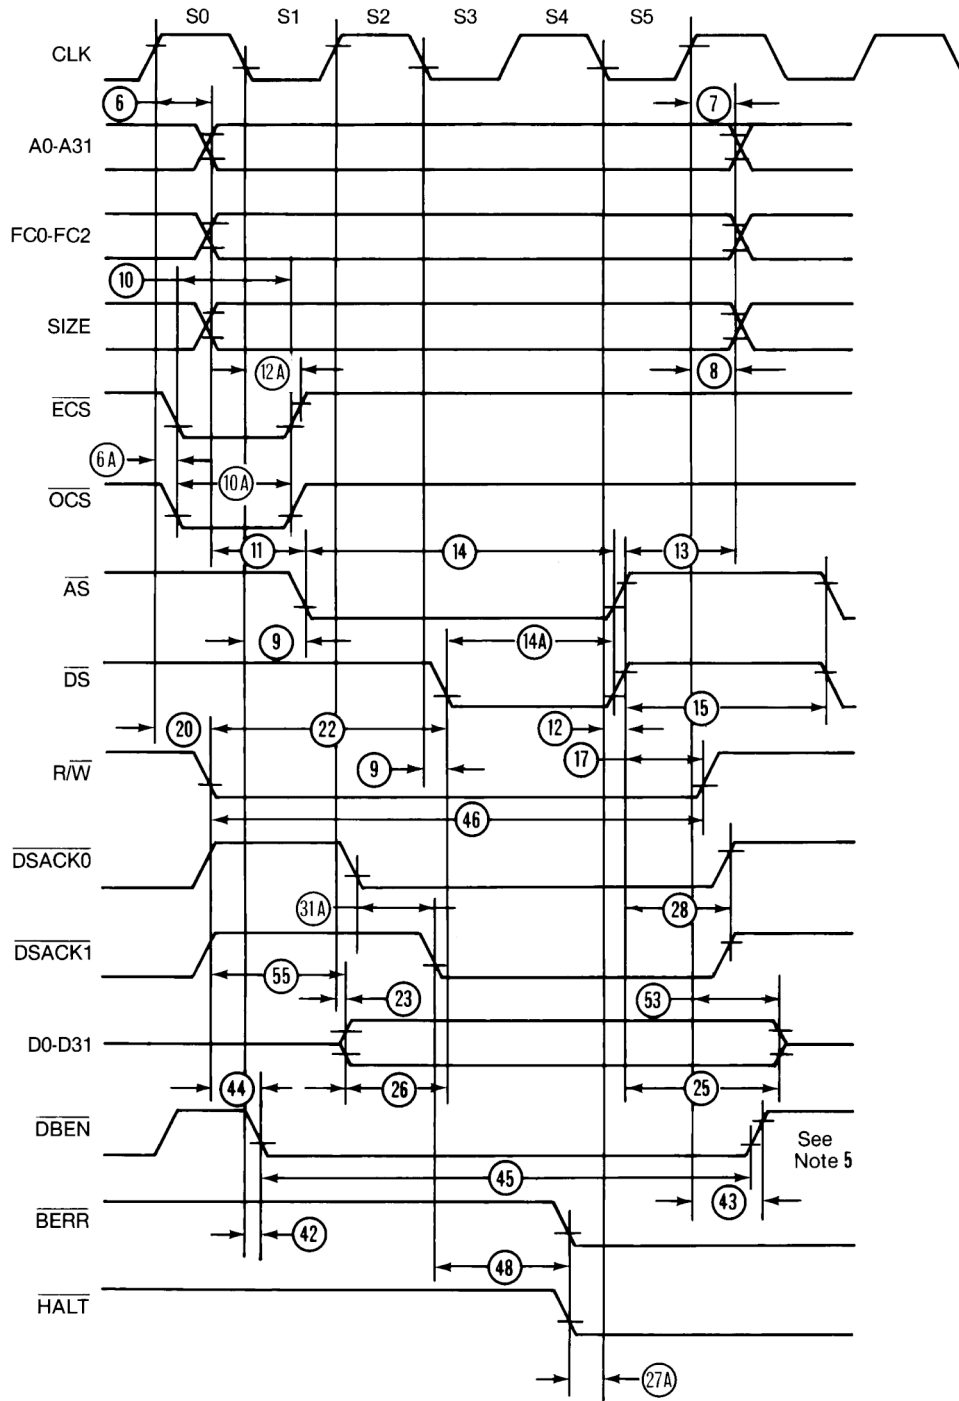 S0 S1 S2 S3 S4 S5
CLK
6 7
A0-A31
FC0-FC2
10
SIZE
12A 8
ECS
6A 10A
OCS
11 14 13
AS
9 14A
DS
15
20 22 12
17
R/W
9
46
DSACK0
31A 28
DSACK1
55 23 53
D0-D31
44 26 25
DBEN
See
Note 5
45
43
BERR
42
48
HALT
27A